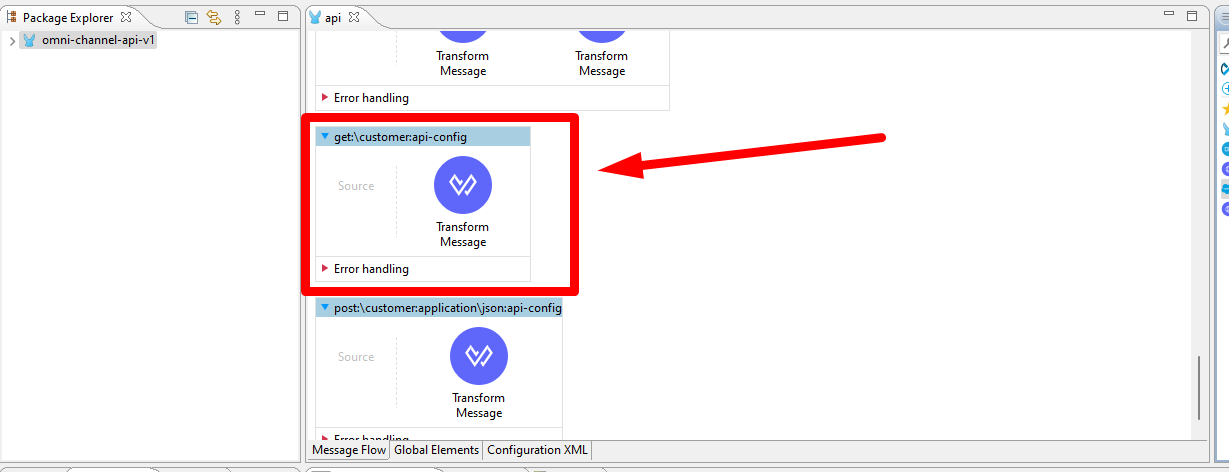 Package Explorer
api
omni-channel-api-v1
Transform
Message
Transform
Message
Error handling
get:\customer:api-config
Source
Transform
Message
Error handling
post:\customer:application\json:api-config
Source
Transform
Message
Error handling
Message Flow
Global Elements
Configuration XML